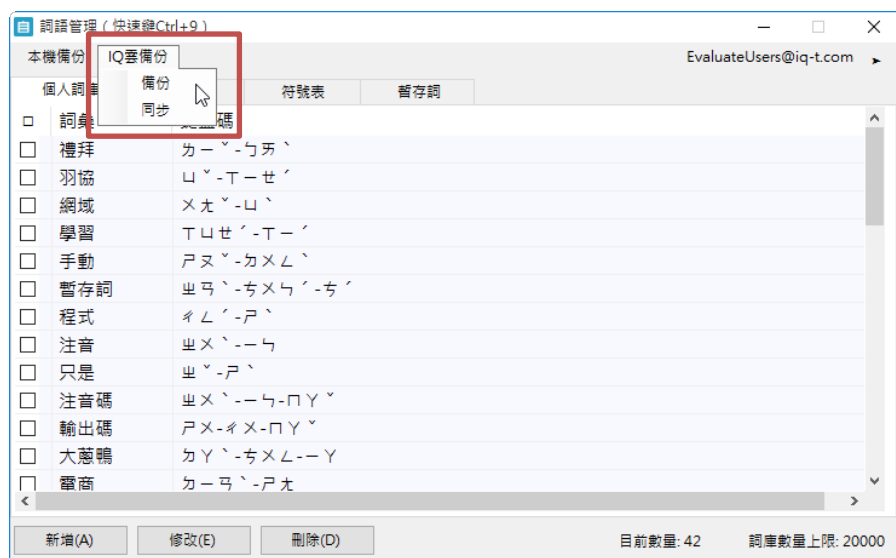 詞語管理（快速鍵Ctrl+9）
本機備份 IQ雲備份 EvaluateUsers@iq-t.com
備份
同步
個人詞 符號表 暫存詞
詞彙 碼
禮拜 ㄌㄧˇ-ㄅㄞˋ
羽協 ㄩˇ-ㄒㄧㄝˊ
網域 ㄨㄤˇ-ㄩˋ
學習 ㄒㄩㄝˊ-ㄒㄧˊ
手動 ㄕㄡˇ-ㄉㄨㄥˋ
暫存詞 ㄓㄢˋ-ㄘㄨㄣˊ-ㄘˊ
程式 ㄔㄥˊ-ㄕˋ
注音 ㄓㄨˋ-ㄧㄣ
只是 ㄓˇ-ㄕˋ
注音碼 ㄓㄨˋ-ㄧㄣ-ㄇㄚˇ
輸出碼 ㄕㄨ-ㄔㄨ-ㄇㄚˇ
大蔥鴨 ㄉㄚˋ-ㄘㄨㄥ-ㄧㄚ
電商 ㄉㄧㄢˋ-ㄕㄤ
新增(A) 修改(E) 刪除(D) 目前數量: 42 詞庫數量上限: 20000